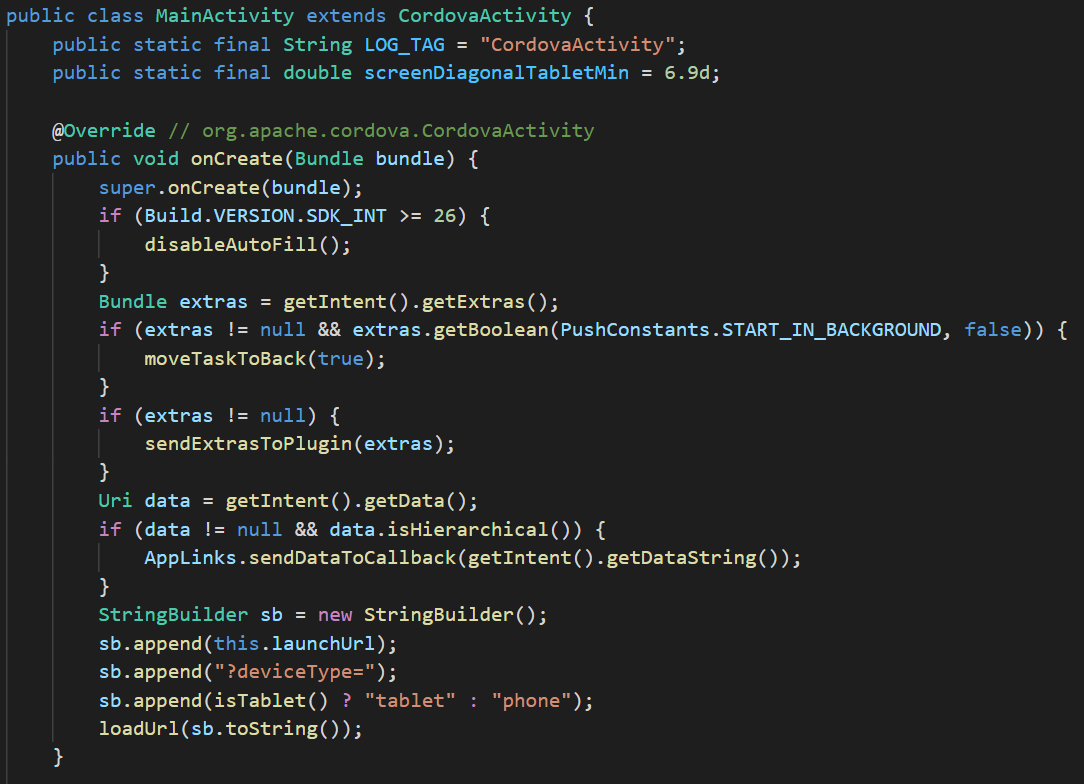 public class MainActivity extends CordovaActivity {
    public static final String LOG_TAG = "CordovaActivity";
    public static final double screenDiagonalTabletMin = 6.9d;

    @Override // org.apache.cordova.CordovaActivity
    public void onCreate(Bundle bundle) {
        super.onCreate(bundle);
        if (Build.VERSION.SDK_INT >= 26) {
            disableAutoFill();
        }
        Bundle extras = getIntent().getExtras();
        if (extras != null && extras.getBoolean(PushConstants.START_IN_BACKGROUND, false)) {
            moveTaskToBack(true);
        }
        if (extras != null) {
            sendExtrasToPlugin(extras);
        }
        Uri data = getIntent().getData();
        if (data != null && data.isHierarchical()) {
            AppLinks.sendDataToCallback(getIntent().getDataString());
        }
        StringBuilder sb = new StringBuilder();
        sb.append(this.launchUrl);
        sb.append("?deviceType=");
        sb.append(isTablet() ? "tablet" : "phone");
        loadUrl(sb.toString());
    }